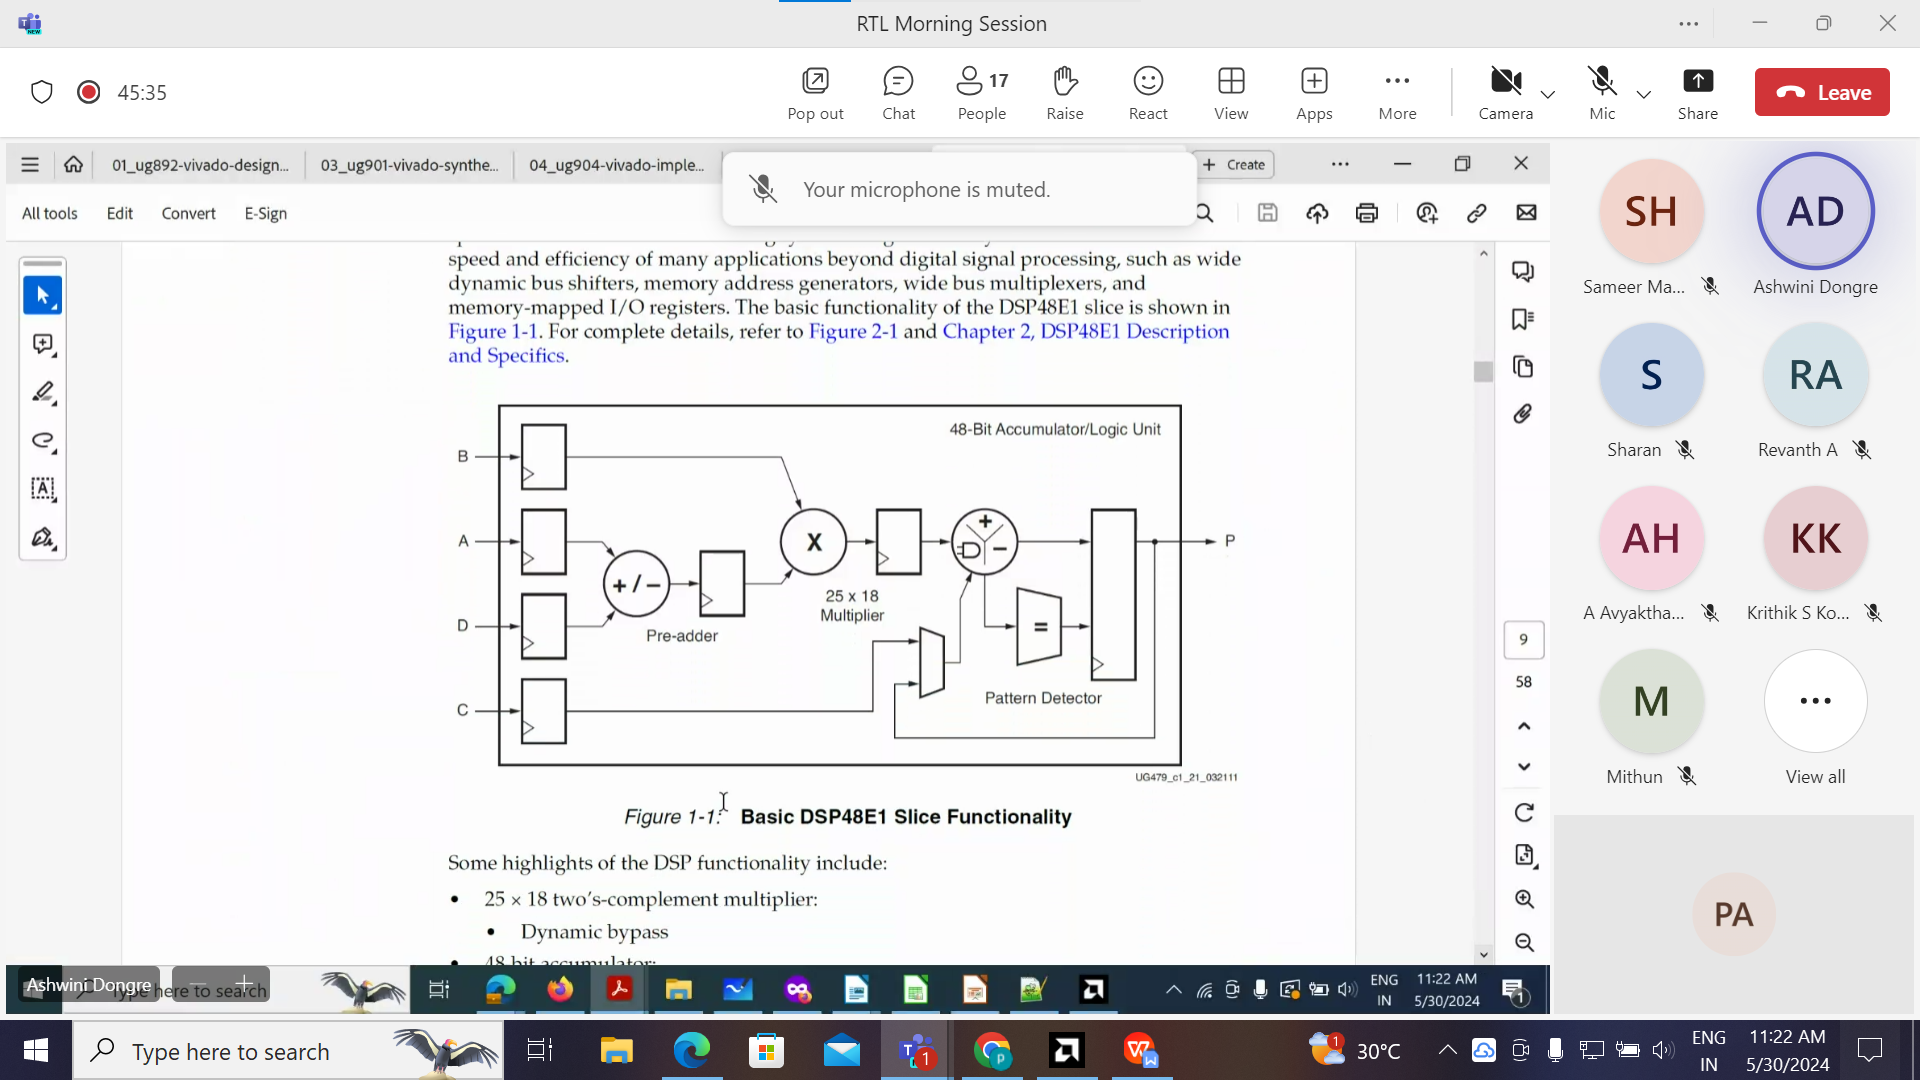 RTL Morning Session
45:35
Pop out
Chat
17
People
Raise
React
View
Apps
More
Camera
Mic
Share
Leave
01_ug892-vivado-design...
03_ug901-vivado-synthe...
04_ug904-vivado-imple...
Create
Your microphone is muted.
All tools
Edit
Convert
E-Sign
speed and efficiency of many applications beyond digital signal processing, such as wide
dynamic bus shifters, memory address generators, wide bus multiplexers, and
memory-mapped I/O registers. The basic functionality of the DSP48E1 slice is shown in
Figure 1-1. For complete details, refer to Figure 2-1 and Chapter 2, DSP48E1 Description
and Specifics.
48-Bit Accumulator/Logic Unit
B
A
D
C
+ / −
Pre-adder
X
25 x 18
Multiplier
+
−
=
Pattern Detector
P
UG479_c1_21_032111
Figure 1-1: Basic DSP48E1 Slice Functionality
Some highlights of the DSP functionality include:
• 25 × 18 two's-complement multiplier:
• Dynamic bypass
• 48 bit accumulator:
9
58
SH
Sameer Ma...
AD
Ashwini Dongre
S
Sharan
RA
Revanth A
AH
A Avyaktha...
KK
Krithik S Ko...
M
Mithun
View all
PA
Ashwini Dongre
Type here to search
ENG
IN
11:22 AM
5/30/2024
1
Type here to search
1
1
30°C
ENG
IN
11:22 AM
5/30/2024